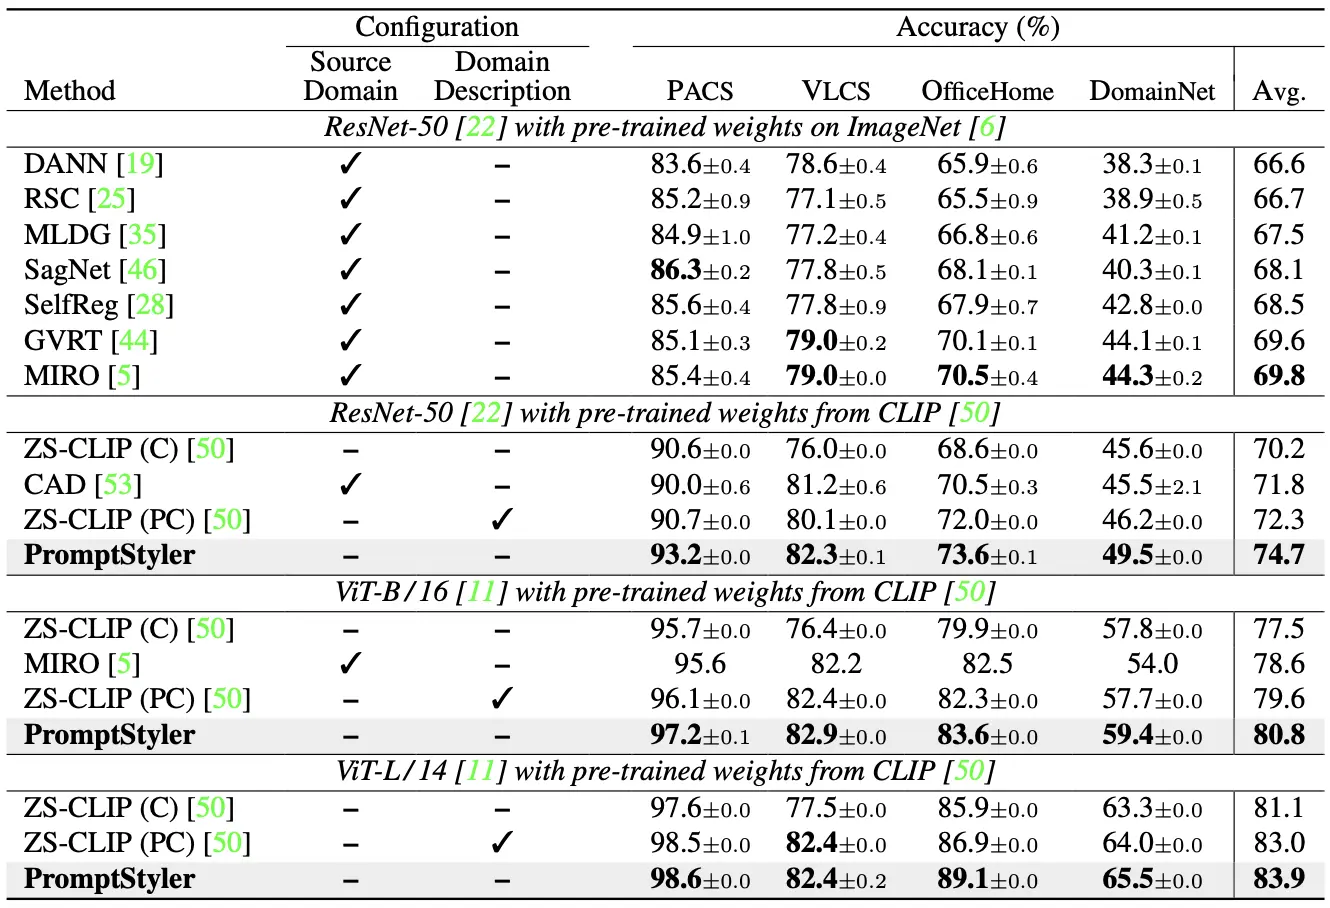 Configuration Accuracy (%)
Source Domain
Method Domain Description PACS VLCS OfficeHome DomainNet Avg.
ResNet-50 [22] with pre-trained weights on ImageNet [6]
DANN [19] ✓ – 83.6±0.4 78.6±0.4 65.9±0.6 38.3±0.1 66.6
RSC [25] ✓ – 85.2±0.9 77.1±0.5 65.5±0.9 38.9±0.5 66.7
MLDG [35] ✓ – 84.9±1.0 77.2±0.4 66.8±0.6 41.2±0.1 67.5
SagNet [46] ✓ – 86.3±0.2 77.8±0.5 68.1±0.1 40.3±0.1 68.1
SelfReg [28] ✓ – 85.6±0.4 77.8±0.9 67.9±0.7 42.8±0.0 68.5
GVRT [44] ✓ – 85.1±0.3 79.0±0.2 70.1±0.1 44.1±0.1 69.6
MIRO [5] ✓ – 85.4±0.4 79.0±0.0 70.5±0.4 44.3±0.2 69.8
ResNet-50 [22] with pre-trained weights from CLIP [50]
ZS-CLIP (C) [50] – – 90.6±0.0 76.0±0.0 68.6±0.0 45.6±0.0 70.2
CAD [53] ✓ – 90.0±0.6 81.2±0.6 70.5±0.3 45.5±2.1 71.8
ZS-CLIP (PC) [50] – ✓ 90.7±0.0 80.1±0.0 72.0±0.0 46.2±0.0 72.3
PromptStyler – – 93.2±0.0 82.3±0.1 73.6±0.1 49.5±0.0 74.7
ViT-B / 16 [11] with pre-trained weights from CLIP [50]
ZS-CLIP (C) [50] – – 95.7±0.0 76.4±0.0 79.9±0.0 57.8±0.0 77.5
MIRO [5] ✓ – 95.6 82.2 82.5 54.0 78.6
ZS-CLIP (PC) [50] – ✓ 96.1±0.0 82.4±0.0 82.3±0.0 57.7±0.0 79.6
PromptStyler – – 97.2±0.1 82.9±0.0 83.6±0.0 59.4±0.0 80.8
ViT-L / 14 [11] with pre-trained weights from CLIP [50]
ZS-CLIP (C) [50] – – 97.6±0.0 77.5±0.0 85.9±0.0 63.3±0.0 81.1
ZS-CLIP (PC) [50] – ✓ 98.5±0.0 82.4±0.0 86.9±0.0 64.0±0.0 83.0
PromptStyler – – 98.6±0.0 82.4±0.2 89.1±0.0 65.5±0.0 83.9